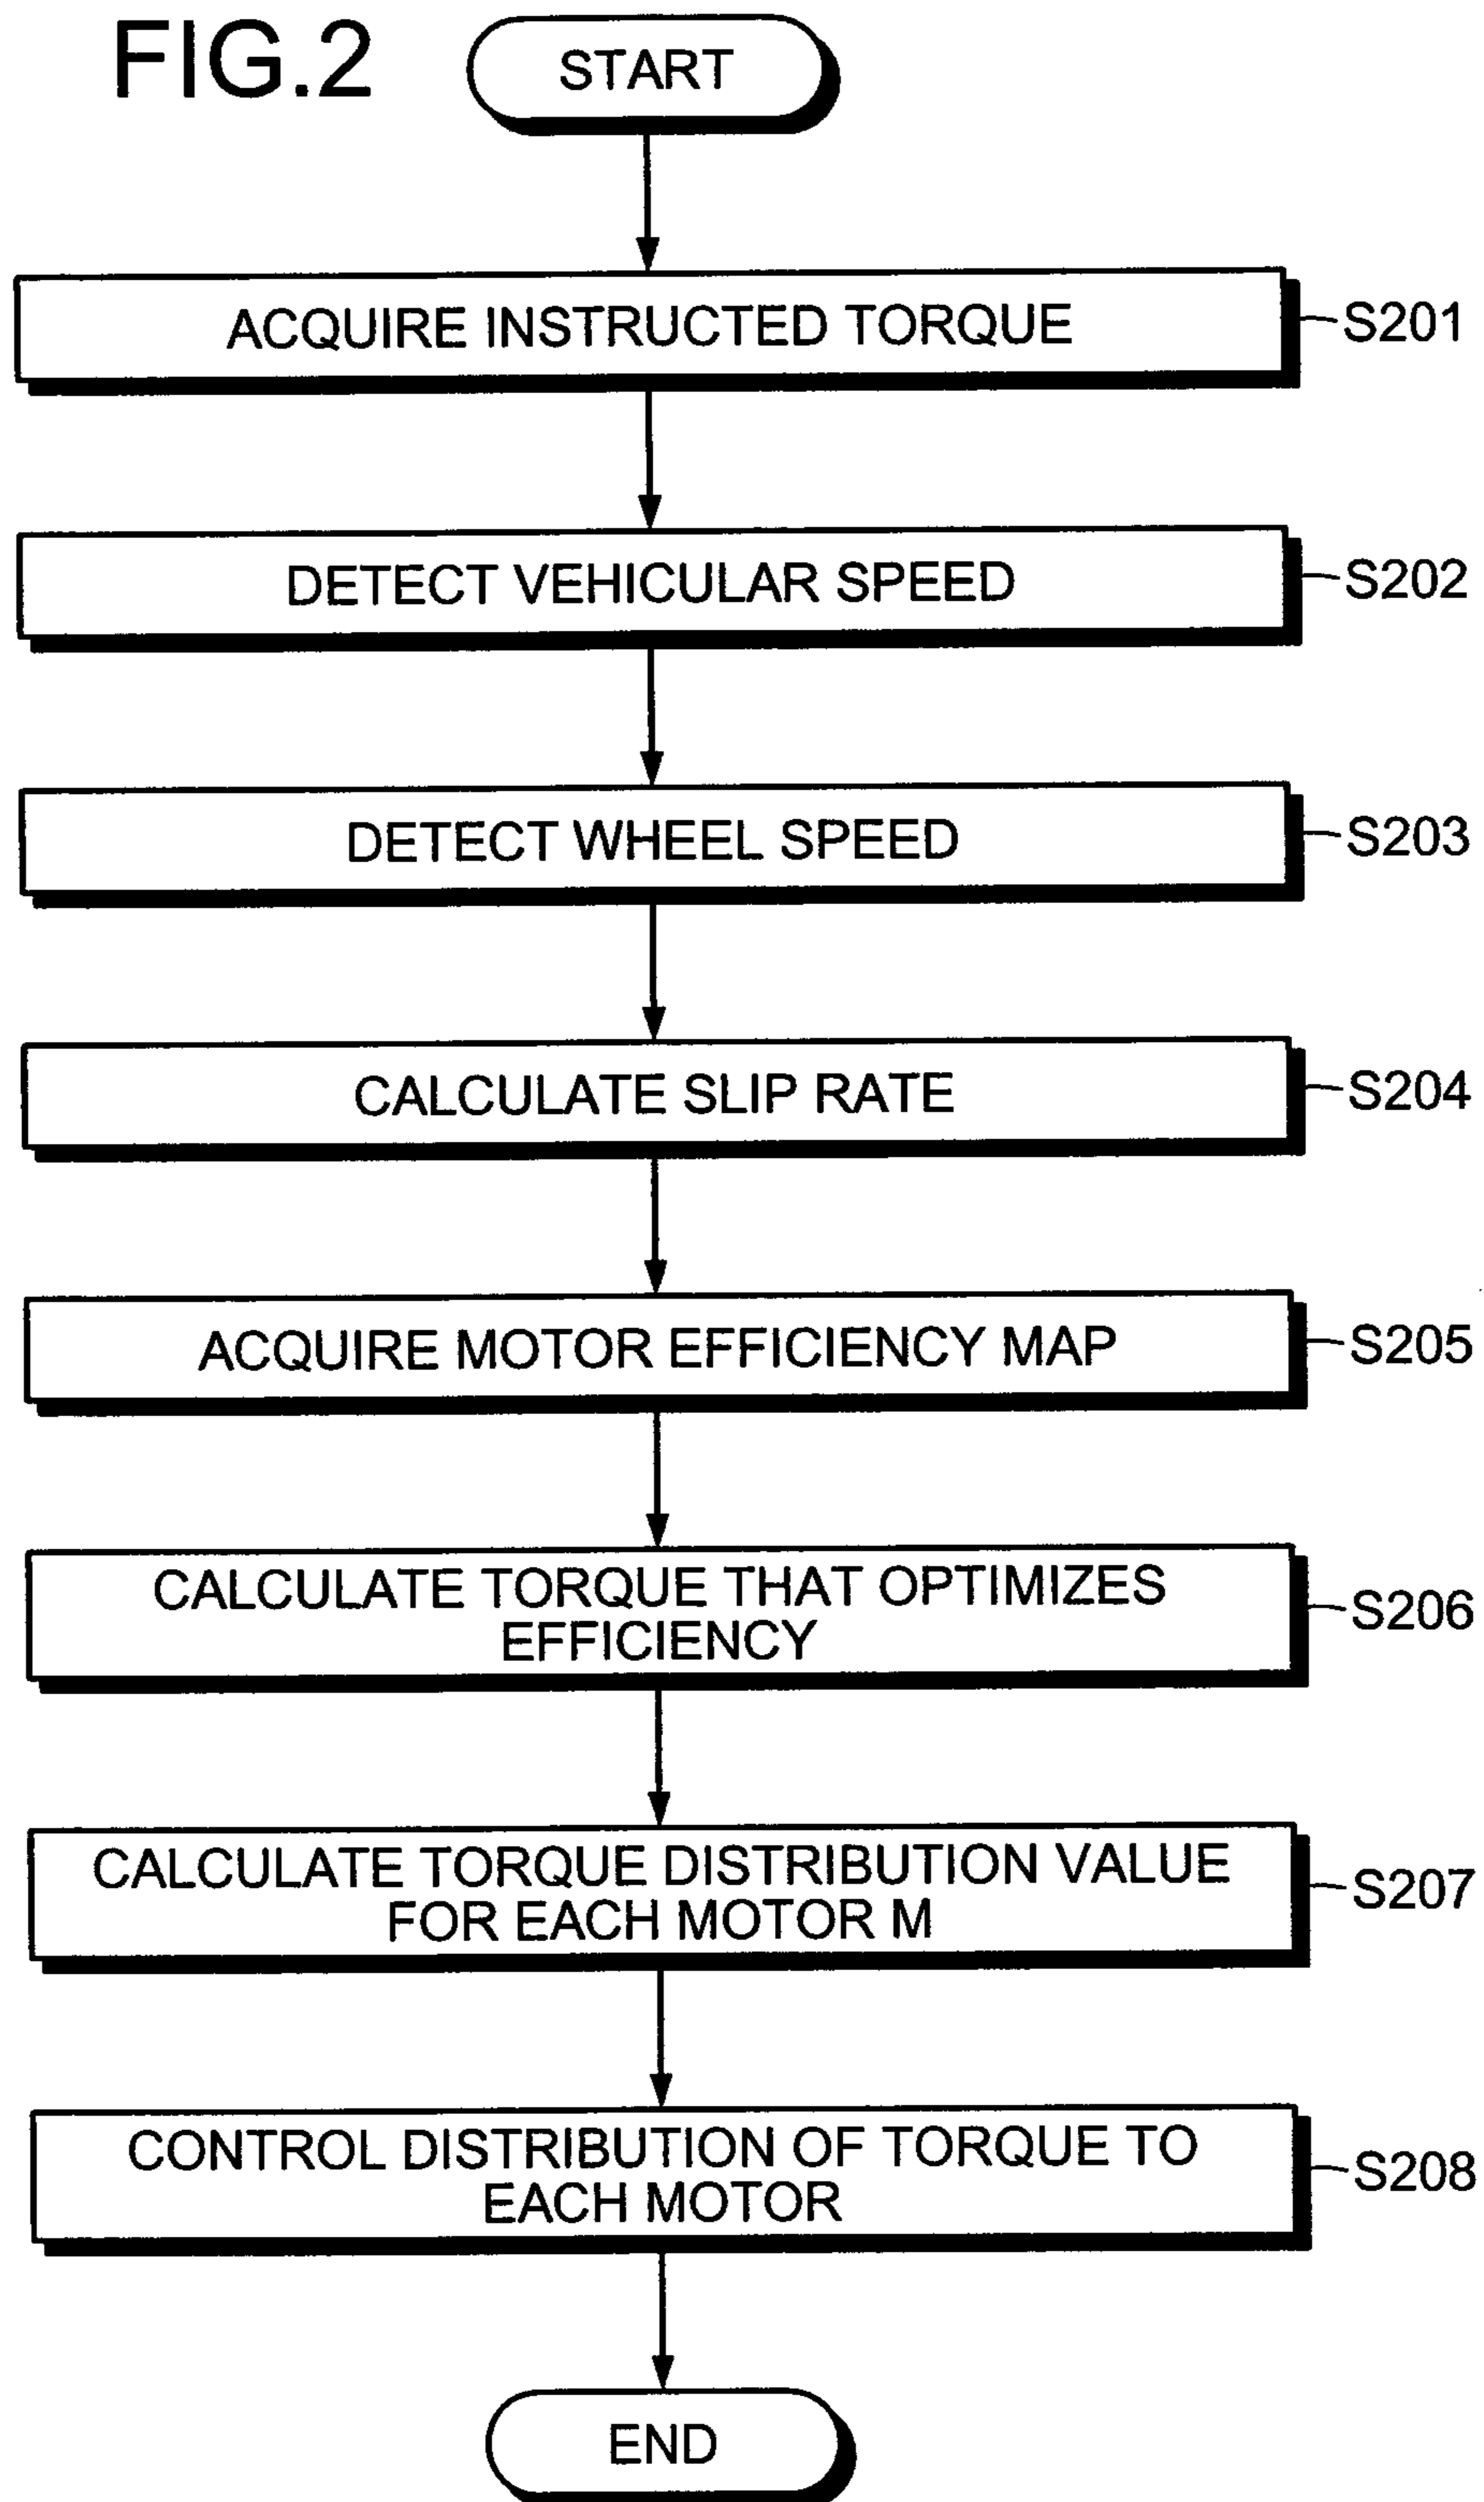 FIG.2
START
ACQUIRE INSTRUCTED TORQUE
S201
DETECT VEHICULAR SPEED
S202
DETECT WHEEL SPEED
S203
CALCULATE SLIP RATE
S204
ACQUIRE MOTOR EFFICIENCY MAP
S205
CALCULATE TORQUE THAT OPTIMIZES
EFFICIENCY
S206
CALCULATE TORQUE DISTRIBUTION VALUE
FOR EACH MOTOR M
S207
CONTROL DISTRIBUTION OF TORQUE TO
EACH MOTOR
S208
END